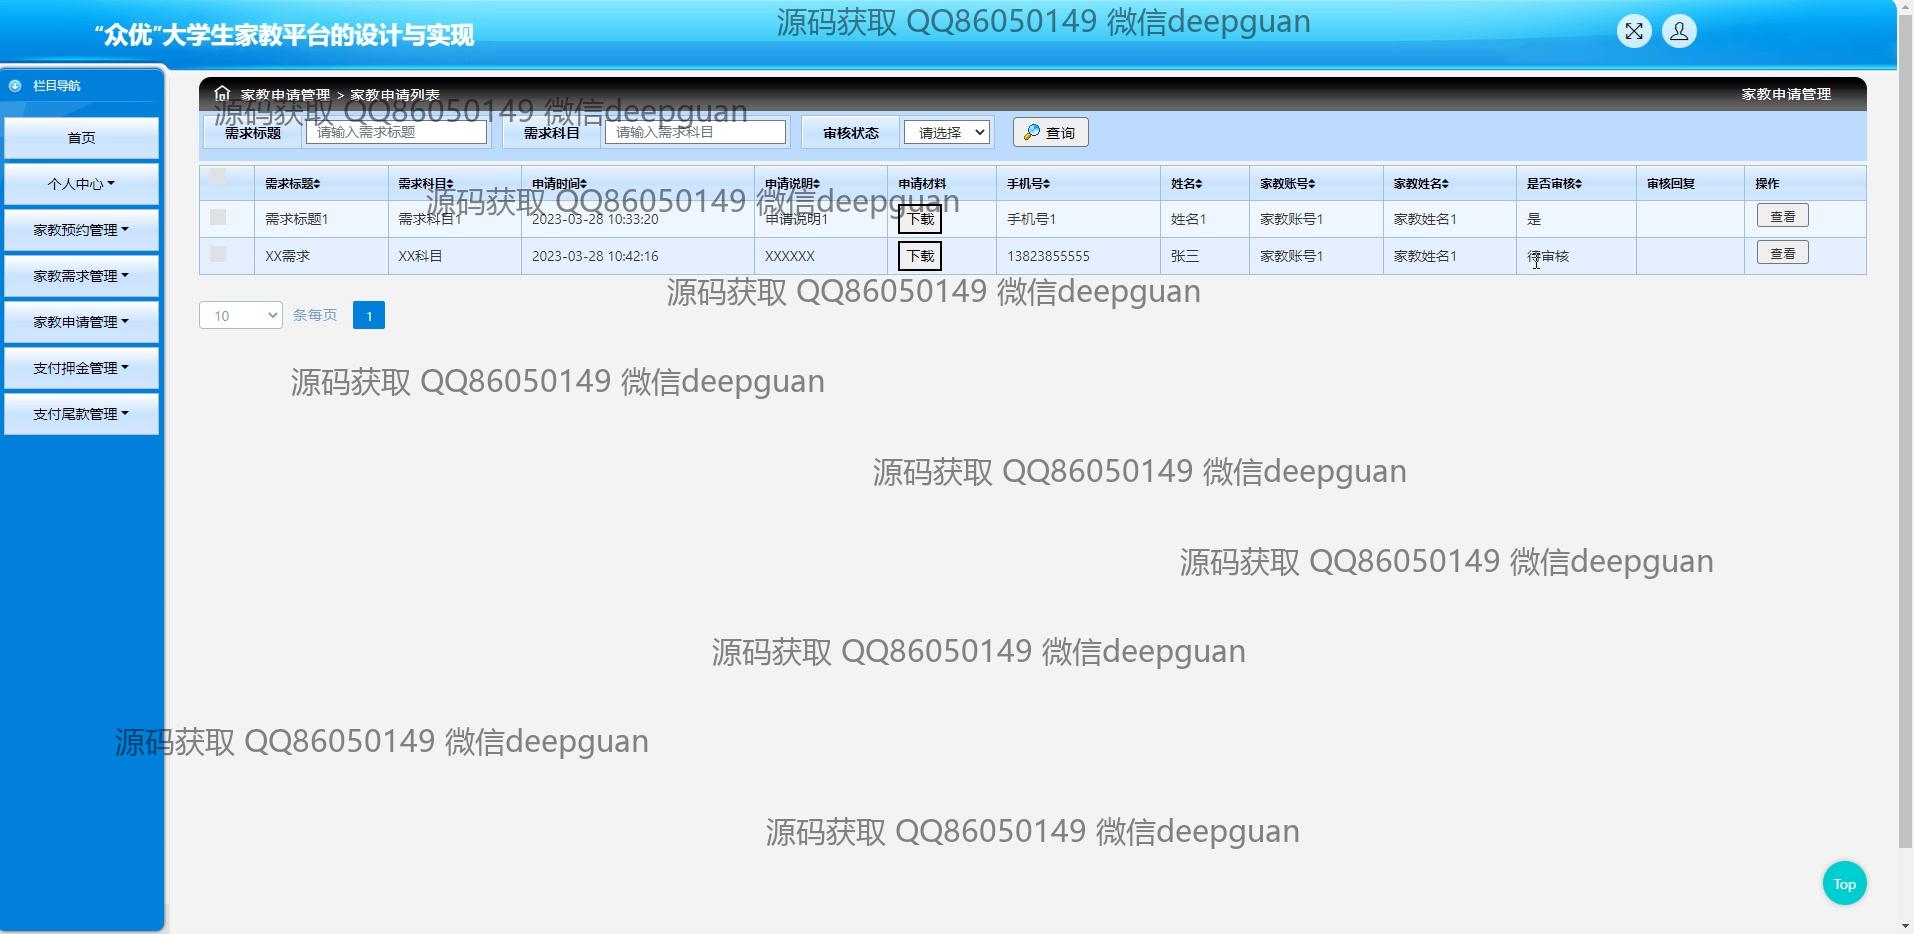 “众优”大学生家教平台的设计与实现
源码获取 QQ86050149 微信deepguan
栏目导航
首页
个人中心
家教预约管理
家教需求管理
家教申请管理
支付押金管理
支付尾款管理
家教申请管理 > 家教申请列表 家教申请管理
源码获取 QQ86050149 微信deepguan
需求标题 请输入需求标题 需求科目 请输入需求科目 审核状态 请选择 查询
需求标题 需求科目 申请时间 申请说明 申请材料 手机号 姓名 家教账号 家教姓名 是否审核 审核回复 操作
源码获取 QQ86050149 微信deepguan
需求标题1 需求科目1 2023-03-28 10:33:20 申请说明1 下载 手机号1 姓名1 家教账号1 家教姓名1 是 查看
XX需求 XX科目 2023-03-28 10:42:16 XXXXXX 下载 13823855555 张三 家教账号1 家教姓名1 待审核 查看
源码获取 QQ86050149 微信deepguan
10 条每页 1
源码获取 QQ86050149 微信deepguan
源码获取 QQ86050149 微信deepguan
源码获取 QQ86050149 微信deepguan
源码获取 QQ86050149 微信deepguan
源码获取 QQ86050149 微信deepguan
源码获取 QQ86050149 微信deepguan
Top